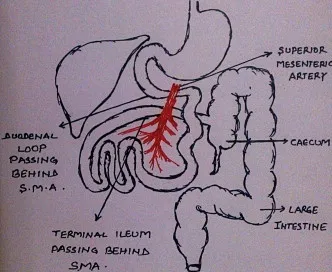 SUPERIOR
MESENTERIC
ARTERY
DUODENAL
LOOP
PASSING
BEHIND
S.M.A.
CAECUM
LARGE
INTESTINE
TERMINAL ILEUM
PASSING BEHIND
SMA.